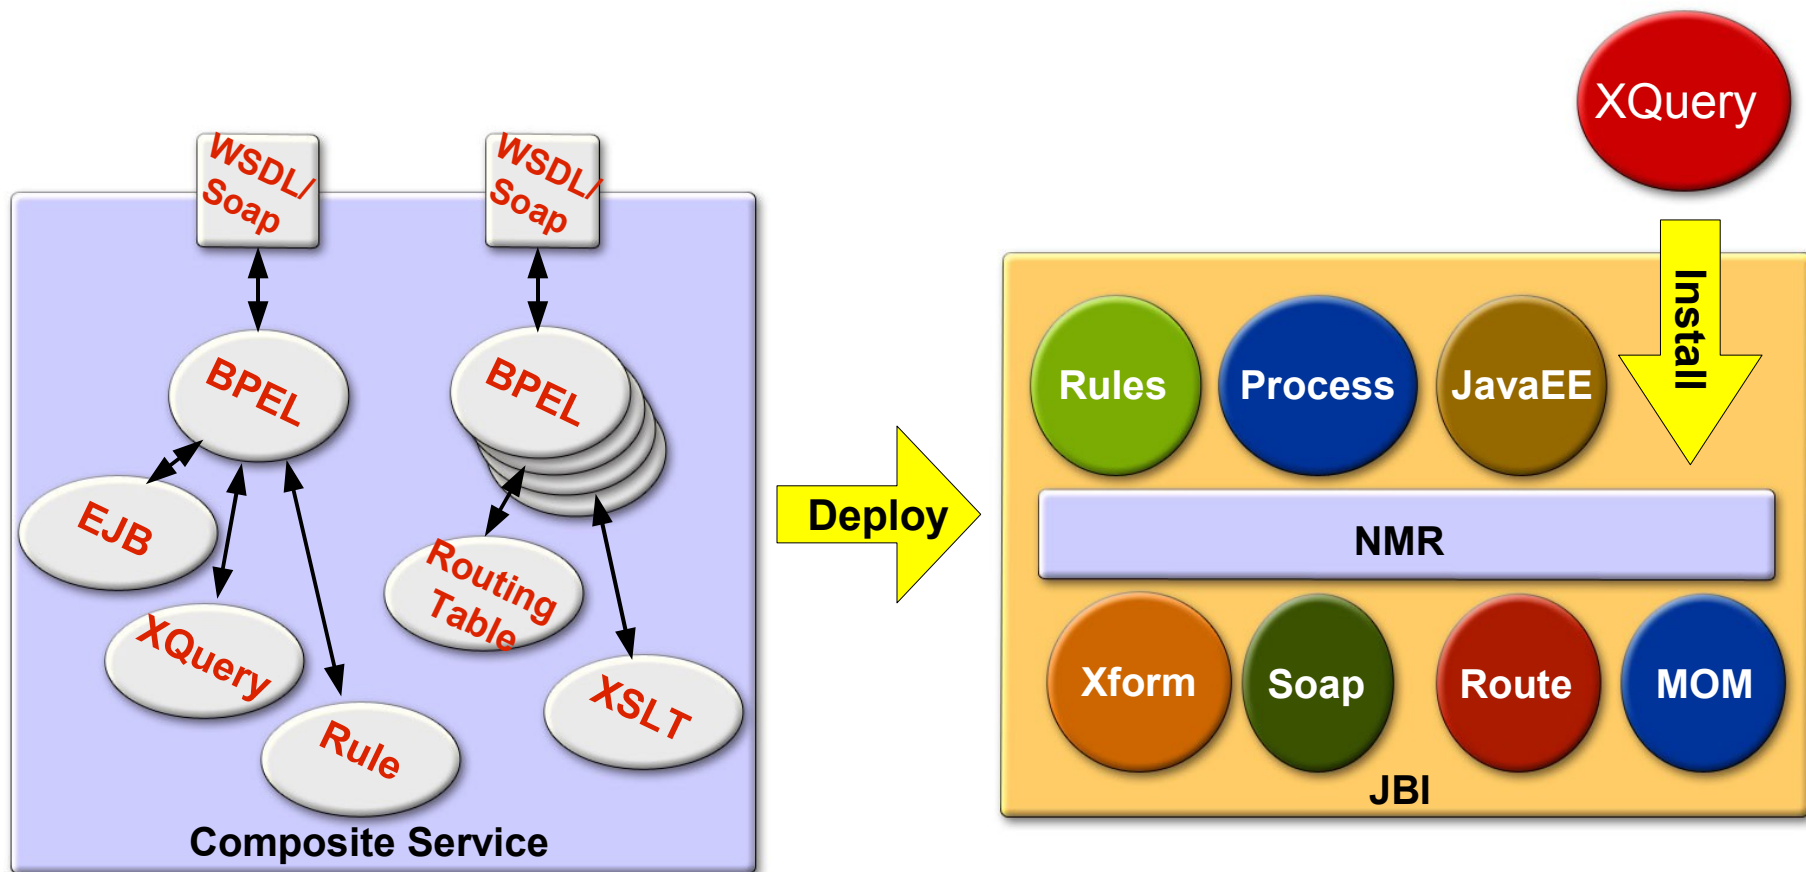 XQuery
WSDL/
Soap
WSDL/
Soap
BPEL
BPEL
EJB
XQuery
Rule
Routing
Table
XSLT
Composite Service
Deploy
Install
Rules
Process
JavaEE
NMR
Xform
Soap
Route
MOM
JBI